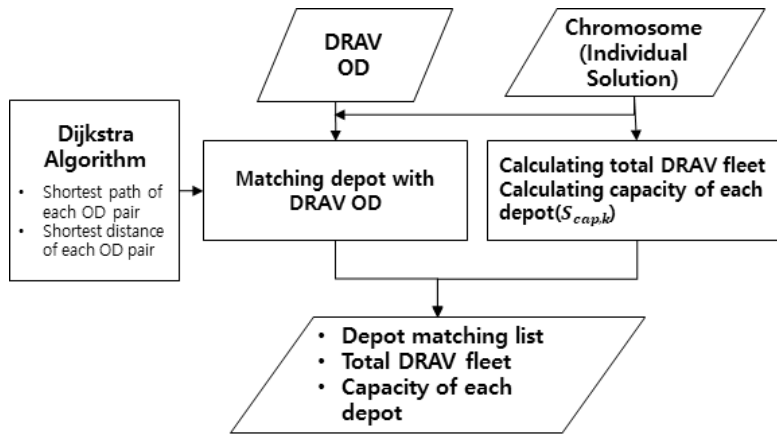 DRAV
OD
Chromosome
(Individual
Solution)
Dijkstra
Algorithm
• Shortest path of
each OD pair
• Shortest distance
of each OD pair
Matching depot with
DRAV OD
Calculating total DRAV fleet
Calculating capacity of each
depot(S_{cap,k})
• Depot matching list
• Total DRAV fleet
• Capacity of each
depot